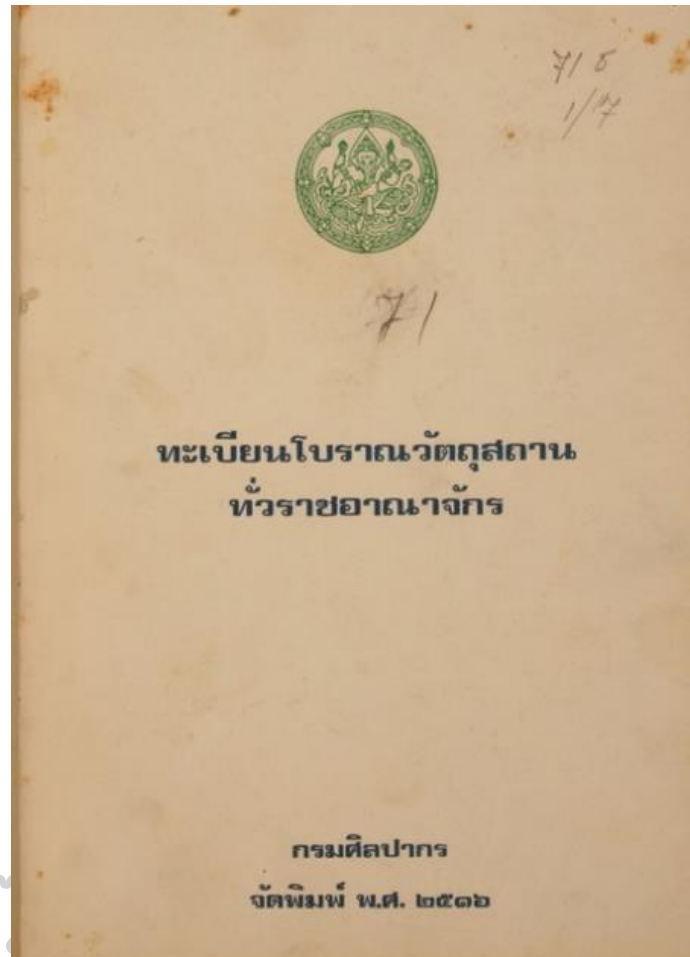 71 ธ
1/17
71
ทะเบียนโบราณวัตถุสถาน
ทั่วราชอาณาจักร
กรมศิลปากร
จัดพิมพ์ พ.ศ. ๒๕๑๖